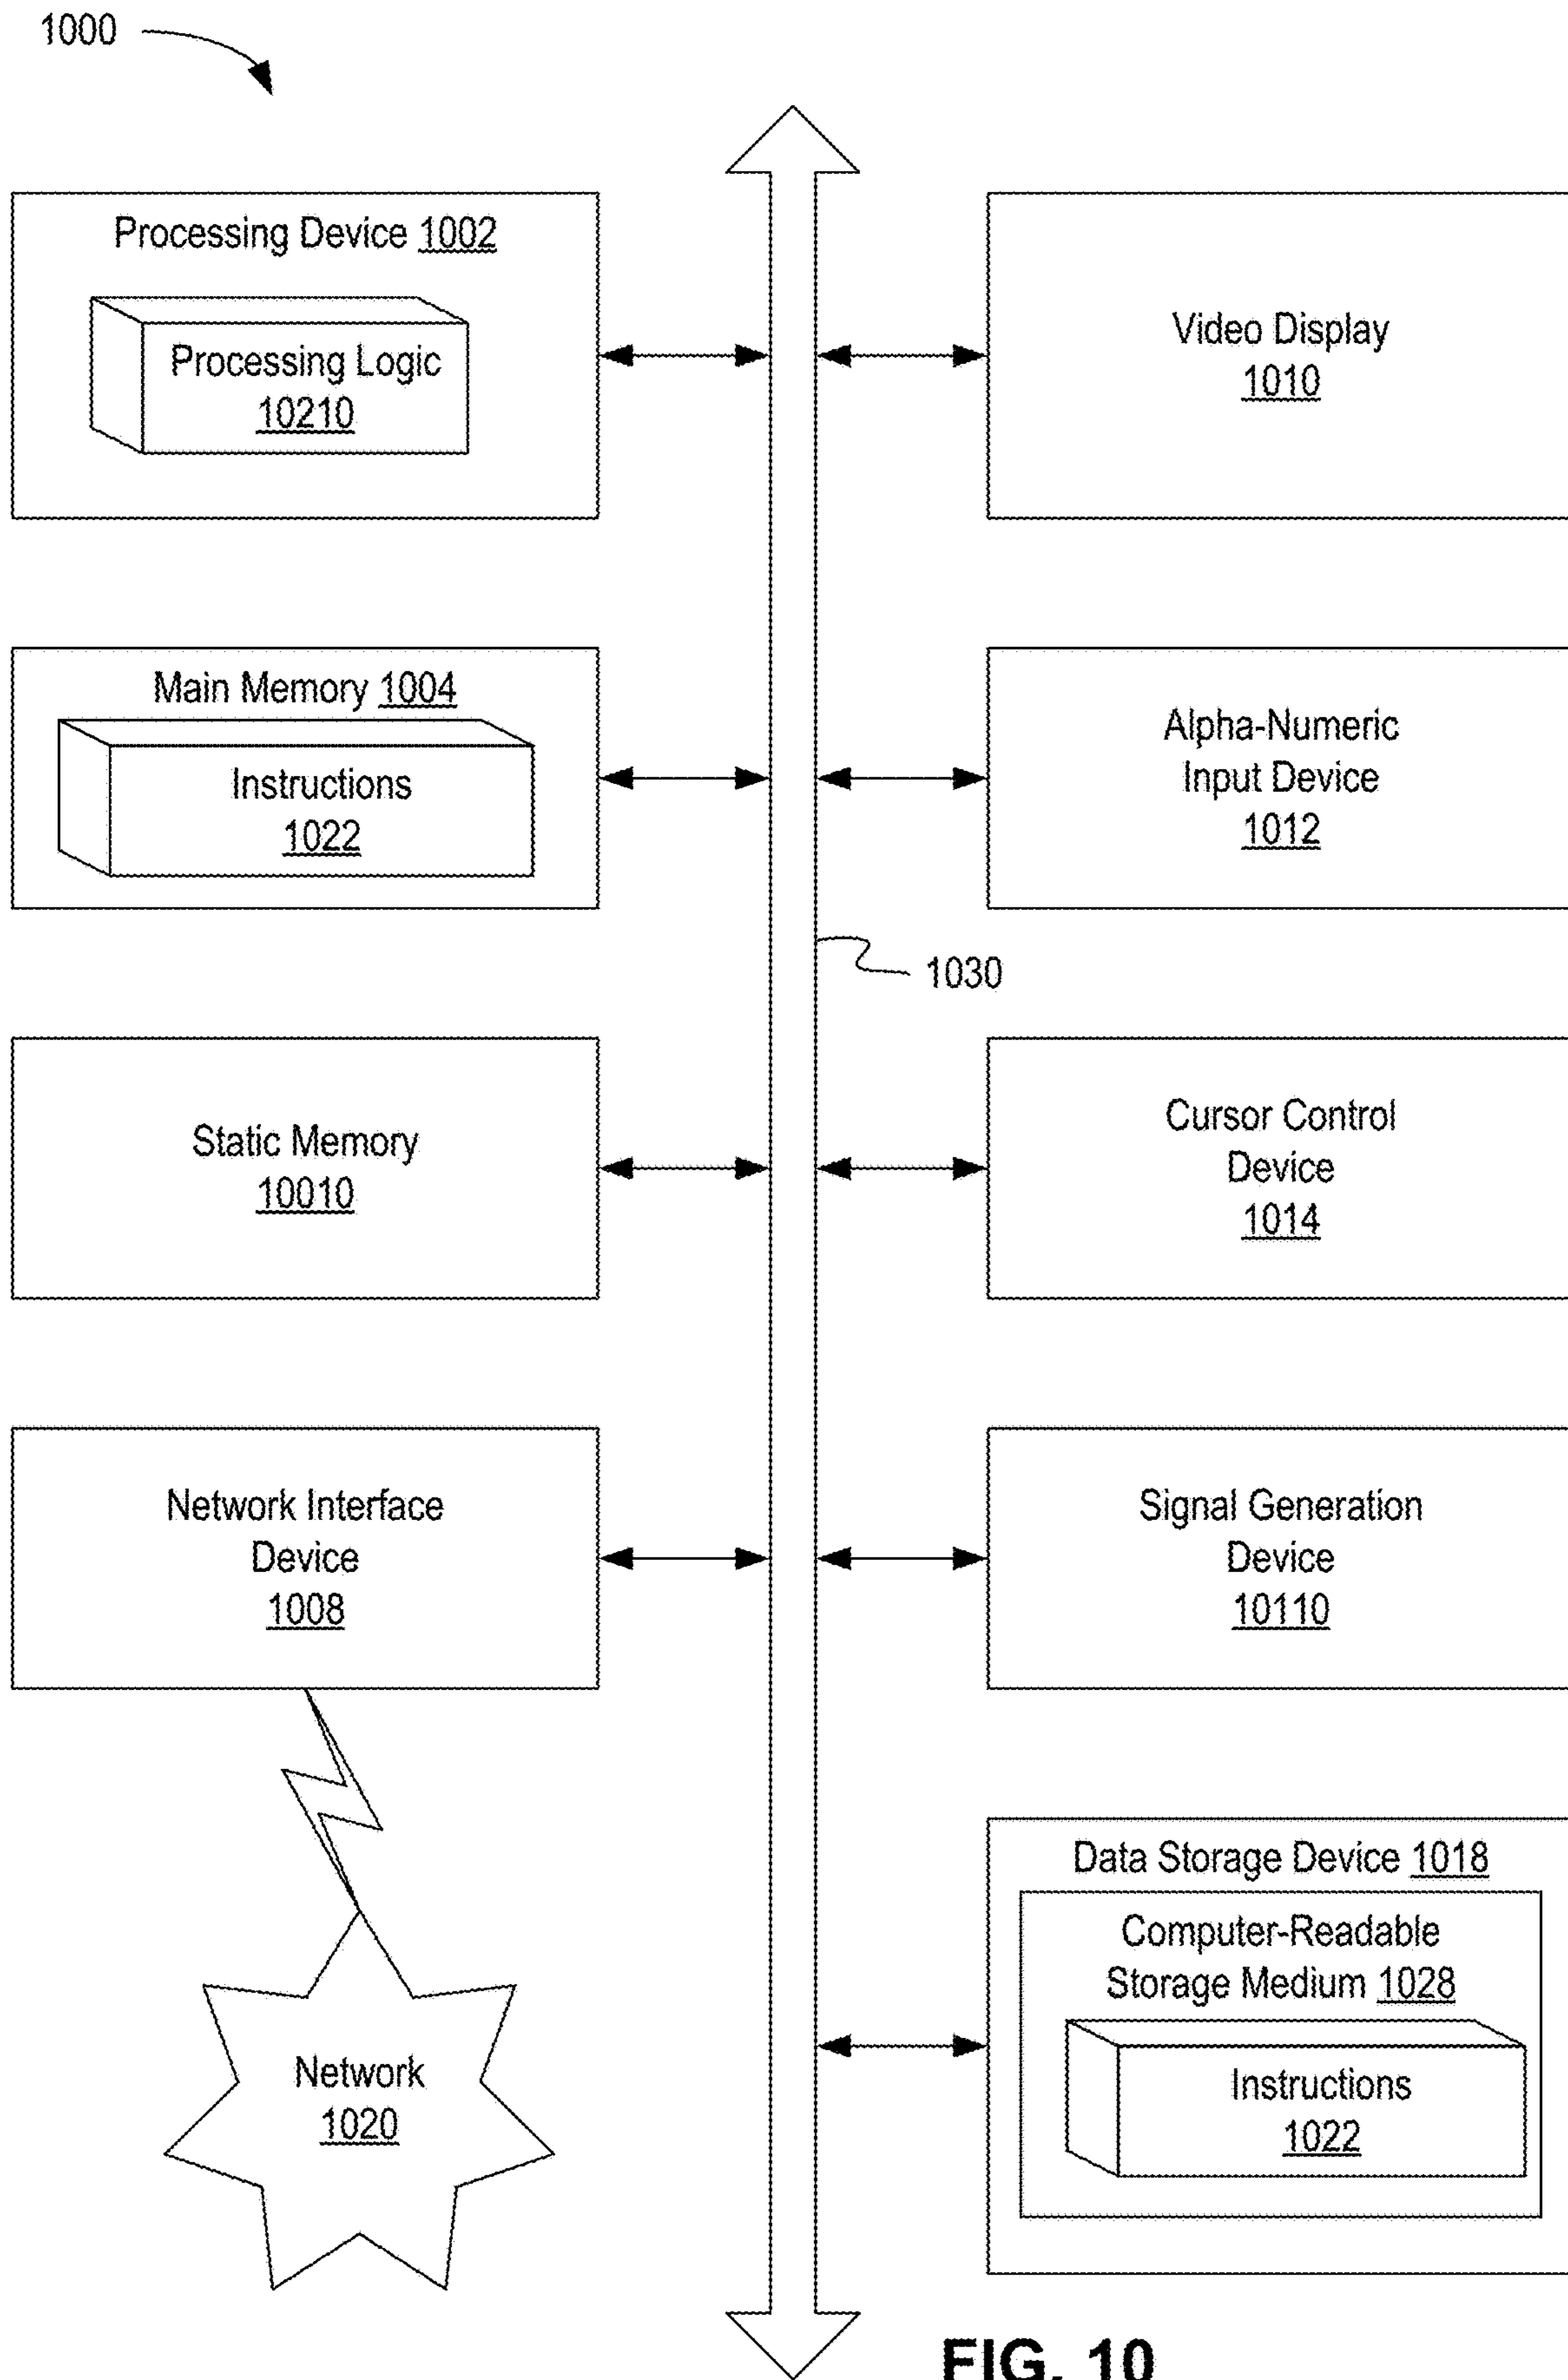 1000
Processing Device 1002
Processing Logic
10210
Video Display
1010
Main Memory 1004
Instructions
1022
Alpha-Numeric
Input Device
1012
1030
Static Memory
10010
Cursor Control
Device
1014
Network Interface
Device
1008
Signal Generation
Device
10110
Data Storage Device 1018
Computer-Readable
Storage Medium 1028
Instructions
1022
Network
1020
FIG. 10